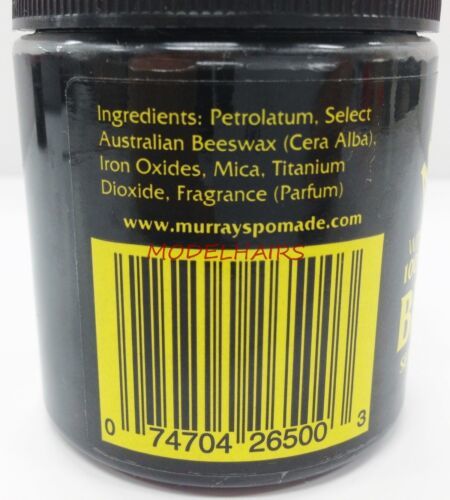 Ingredients: Petrolatum, Select
Australian Beeswax (Cera Alba),
Iron Oxides, Mica, Titanium
Dioxide, Fragrance (Parfum)
www.murrayspomade.com
MODELHAIRS
0 74704 26500 3